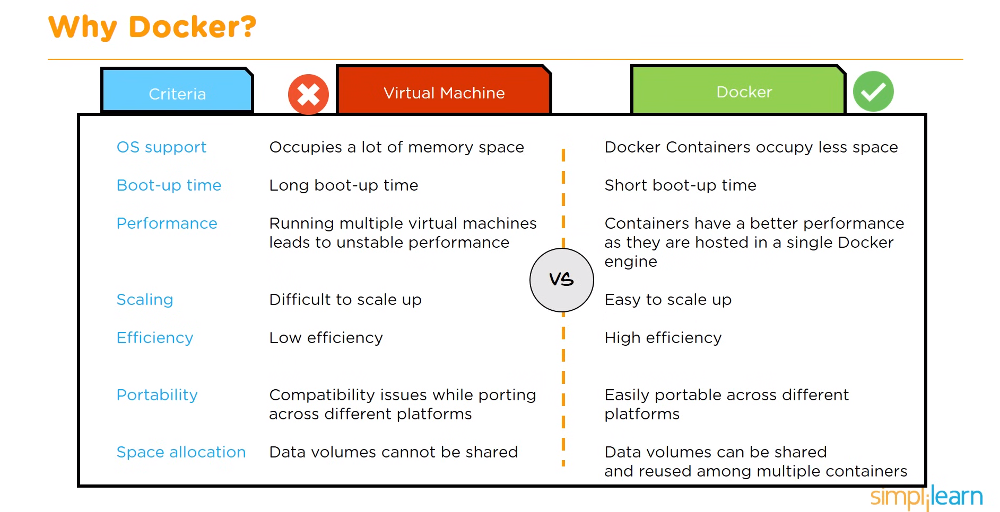 Why Docker?
Criteria
Virtual Machine
Docker
OS support
Occupies a lot of memory space
Docker Containers occupy less space
Boot-up time
Long boot-up time
Short boot-up time
Performance
Running multiple virtual machines
leads to unstable performance
Containers have a better performance
as they are hosted in a single Docker
engine
VS
Scaling
Difficult to scale up
Easy to scale up
Efficiency
Low efficiency
High efficiency
Portability
Compatibility issues while porting
across different platforms
Easily portable across different
platforms
Space allocation
Data volumes cannot be shared
Data volumes can be shared
and reused among multiple containers
simplilearn